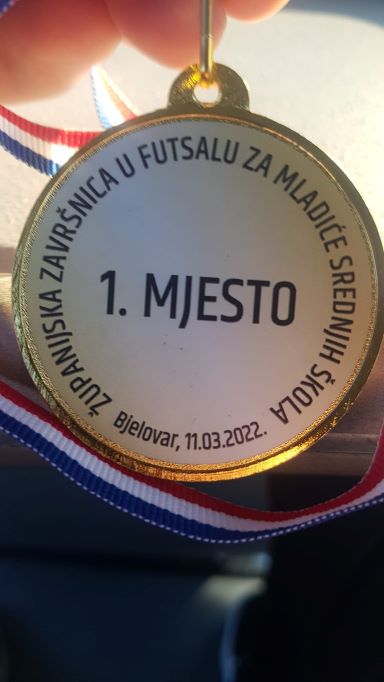 ŽUPANIJSKA ZAVRŠNICA U FUTSALU ZA MLADIĆE SREDNJIH ŠKOLA
1. MJESTO
Bjelovar, 11.03.2022.